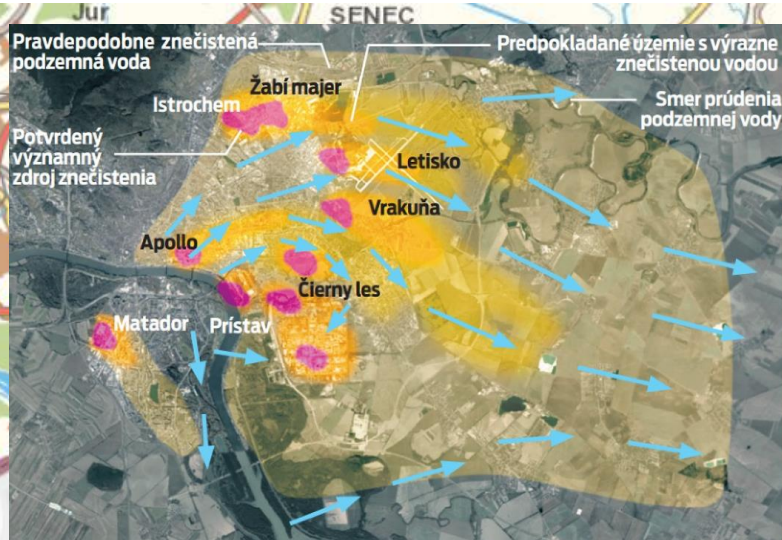 Jur
SENEC
Pravdepodobne znečistená
podzemná voda
Predpokladané územie s výrazne
znečistenou vodou
Žabí majer
Istrochem
Smer prúdenia
podzemnej vody
Potvrdený
významný
zdroj znečistenia
Letisko
Vrakuňa
Apollo
Čierny les
Matador
Prístav